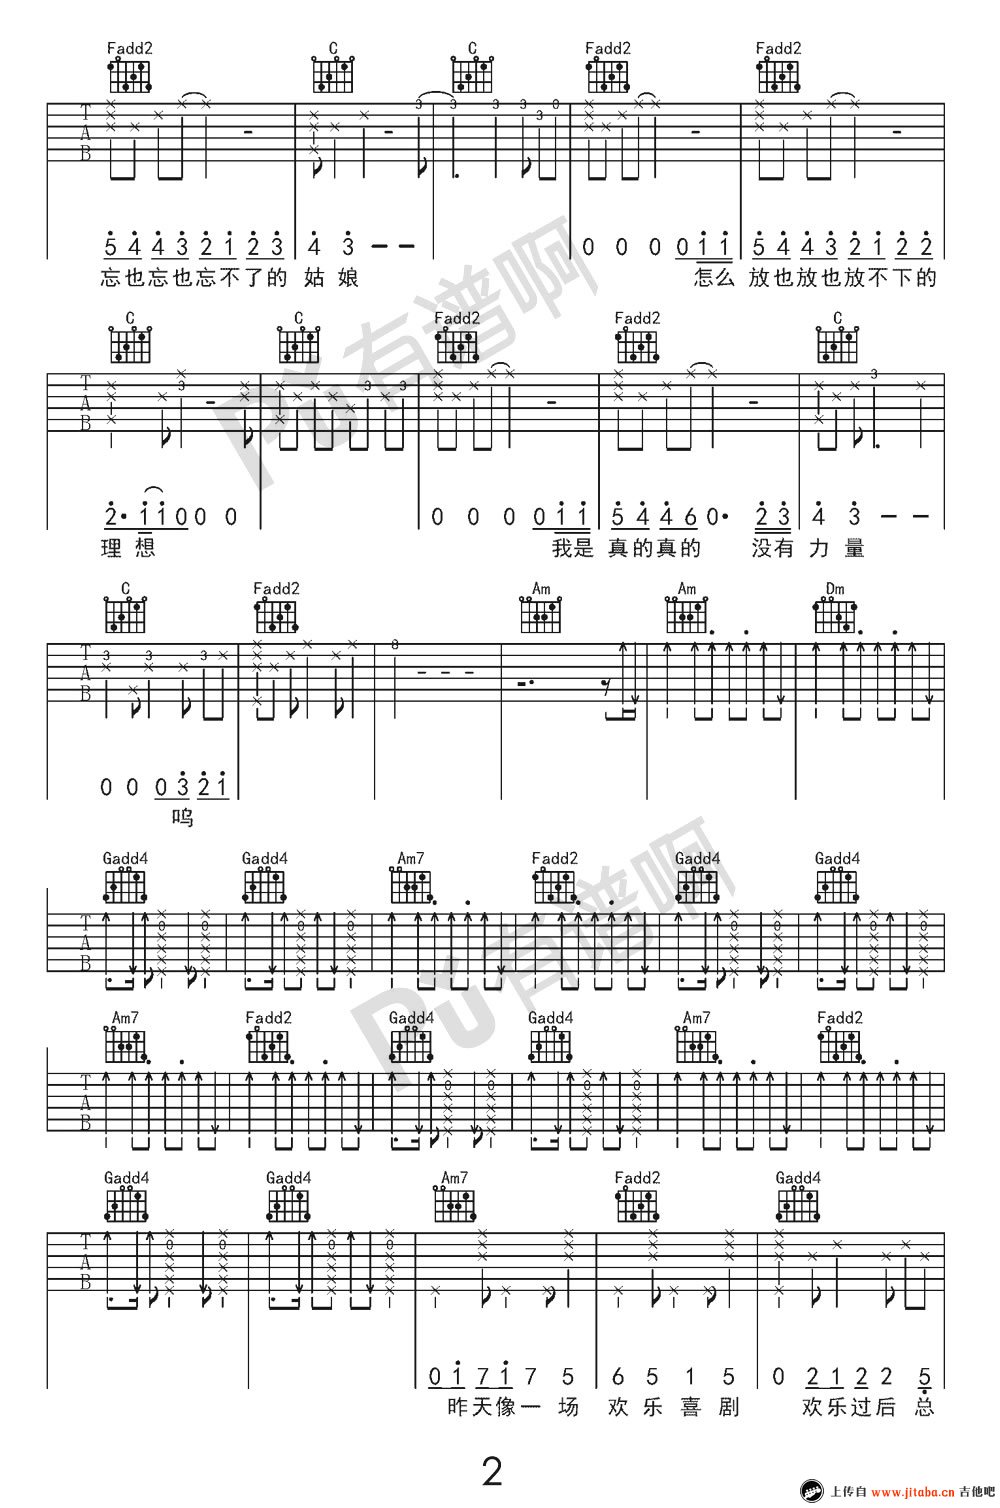 Fadd2 C C Fadd2 Fadd2
5 4 4 3 2 1 2 3 4 3 - - 0 0 0 0 1 1 5 4 4 3 2 1 2 2
忘也忘也忘不了的 姑 娘 怎么 放也放也放不下的
C C Fadd2 Fadd2 C
2· 1 1 0 0 0 0 0 0 0 1 1 5 4 4 6 0· 2 3 4 3 - -
理 想 我是 真的真的 没有 力 量
C Fadd2 Am Am Dm
0 0 0 3 2 1
呜
Gadd4 Gadd4 Am7 Fadd2 Gadd4 Gadd4
Am7 Fadd2 Gadd4 Gadd4 Am7 Fadd2
Gadd4 Gadd4 Am7 Fadd2 Gadd4
0 1 7 1 7 5 6 5 1 5 0 2 1 2 2 5
昨天像一 场 欢 乐 喜 剧 欢乐过后 总
2
有谱啊
有谱啊
上传自 www.jitaba.cn 吉他吧